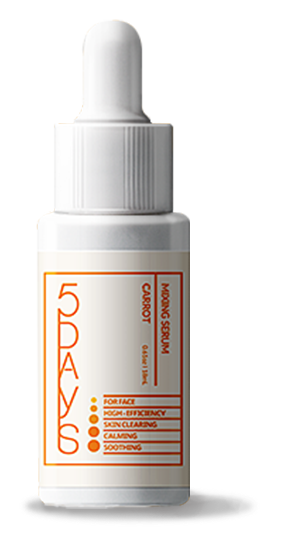 5DAYS
MIXING SERUM
CARROT
FOR FACE
HIGH-EFFICIENCY
SKIN CLEARING
CALMING
SOOTHING